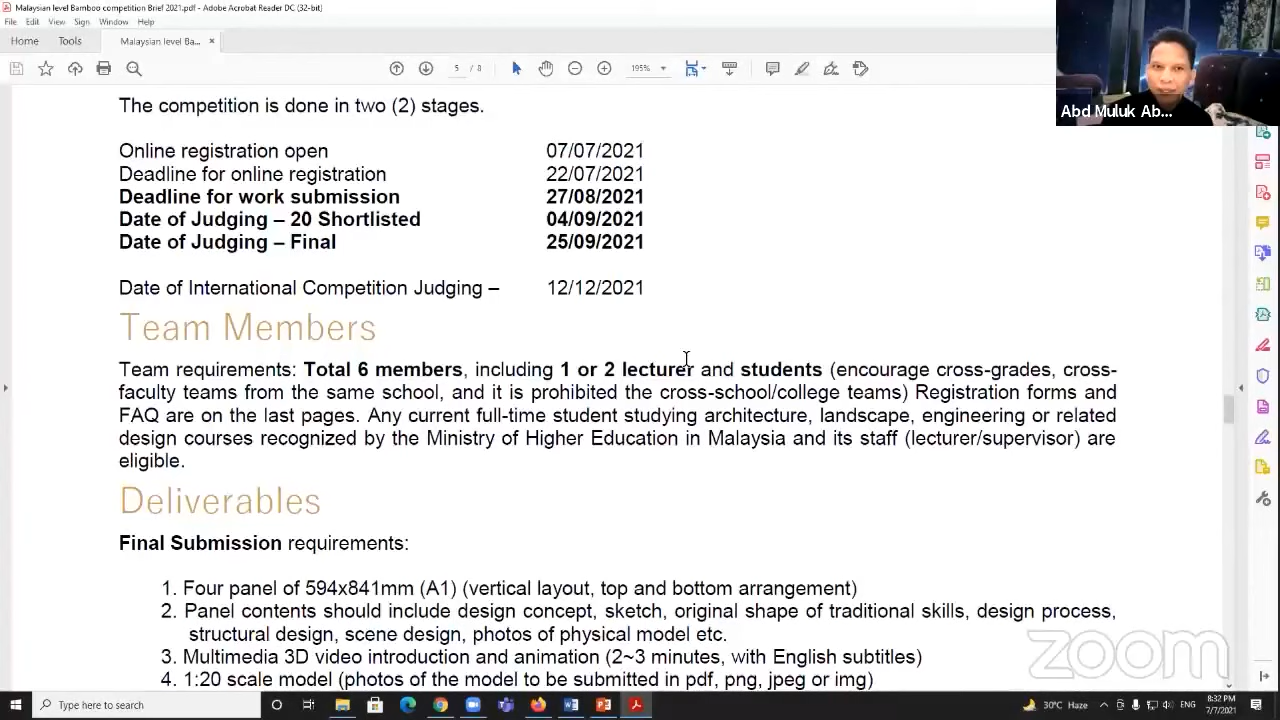 Malaysian level Bamboo competition Brief 2021.pdf - Adobe Acrobat Reader DC (32-bit)
File Edit View Sign Window Help
Home Tools Malaysian level Ba... ×
5 / 8 195%
Abd Muluk Ab...
The competition is done in two (2) stages.
Online registration open 07/07/2021
Deadline for online registration 22/07/2021
Deadline for work submission 27/08/2021
Date of Judging – 20 Shortlisted 04/09/2021
Date of Judging – Final 25/09/2021
Date of International Competition Judging – 12/12/2021
Team Members
Team requirements: Total 6 members, including 1 or 2 lecturer and students (encourage cross-grades, cross-
faculty teams from the same school, and it is prohibited the cross-school/college teams) Registration forms and
FAQ are on the last pages. Any current full-time student studying architecture, landscape, engineering or related
design courses recognized by the Ministry of Higher Education in Malaysia and its staff (lecturer/supervisor) are
eligible.
Deliverables
Final Submission requirements:
1. Four panel of 594x841mm (A1) (vertical layout, top and bottom arrangement)
2. Panel contents should include design concept, sketch, original shape of traditional skills, design process,
structural design, scene design, photos of physical model etc.
3. Multimedia 3D video introduction and animation (2~3 minutes, with English subtitles)
4. 1:20 scale model (photos of the model to be submitted in pdf, png, jpeg or img)
zoom
Type here to search
30°C Haze
ENG
8:32 PM
7/7/2021